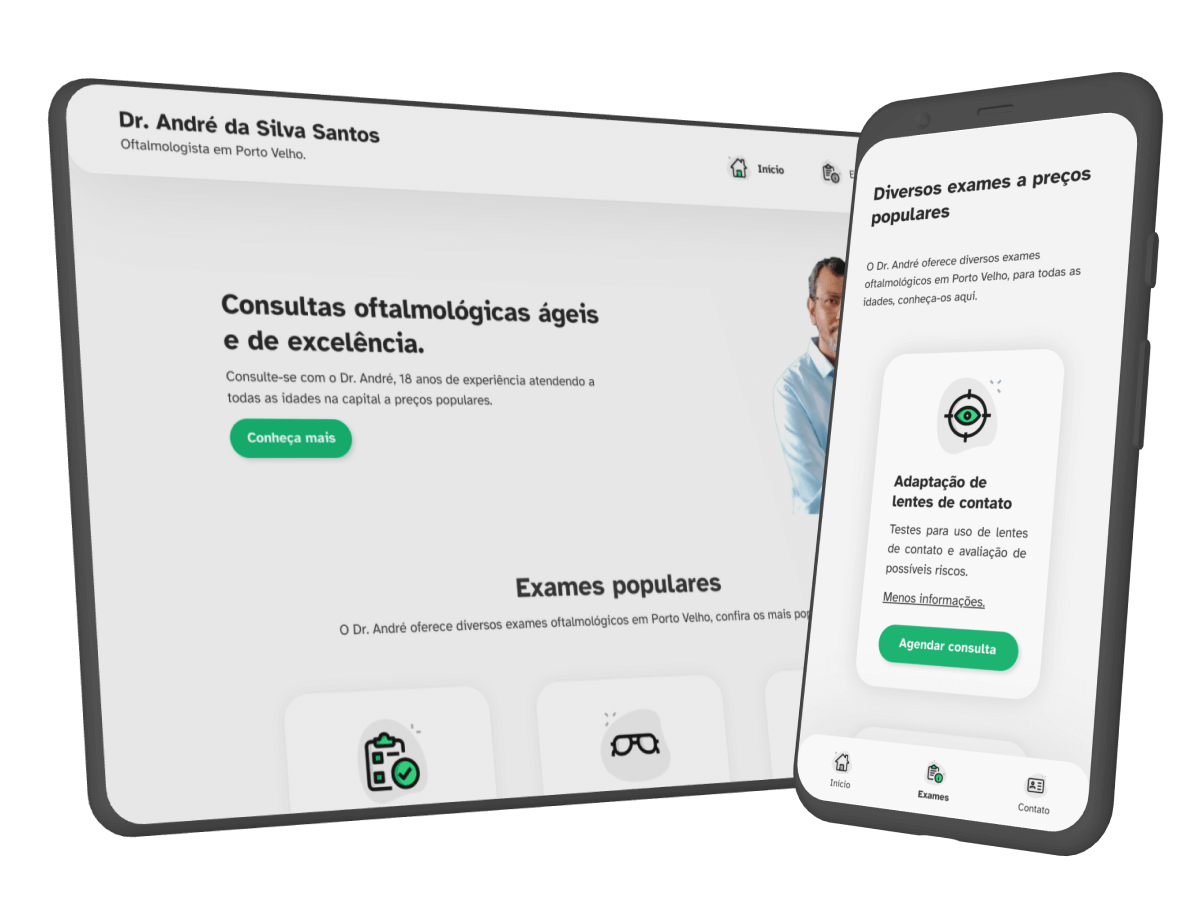 Dr. André da Silva Santos
Oftalmologista em Porto Velho.
Início
Consultas oftalmológicas ágeis
e de excelência.
Consulte-se com o Dr. André, 18 anos de experiência atendendo a
todas as idades na capital a preços populares.
Conheça mais
Exames populares
O Dr. André oferece diversos exames oftalmológicos em Porto Velho, confira os mais
Diversos exames a preços
populares
O Dr. André oferece diversos exames
oftalmológicos em Porto Velho, para todas as
idades, conheça-os aqui.
Adaptação de
lentes de contato
Testes para uso de lentes
de contato e avaliação de
possíveis riscos.
Menos informações.
Agendar consulta
Início
Exames
Contato